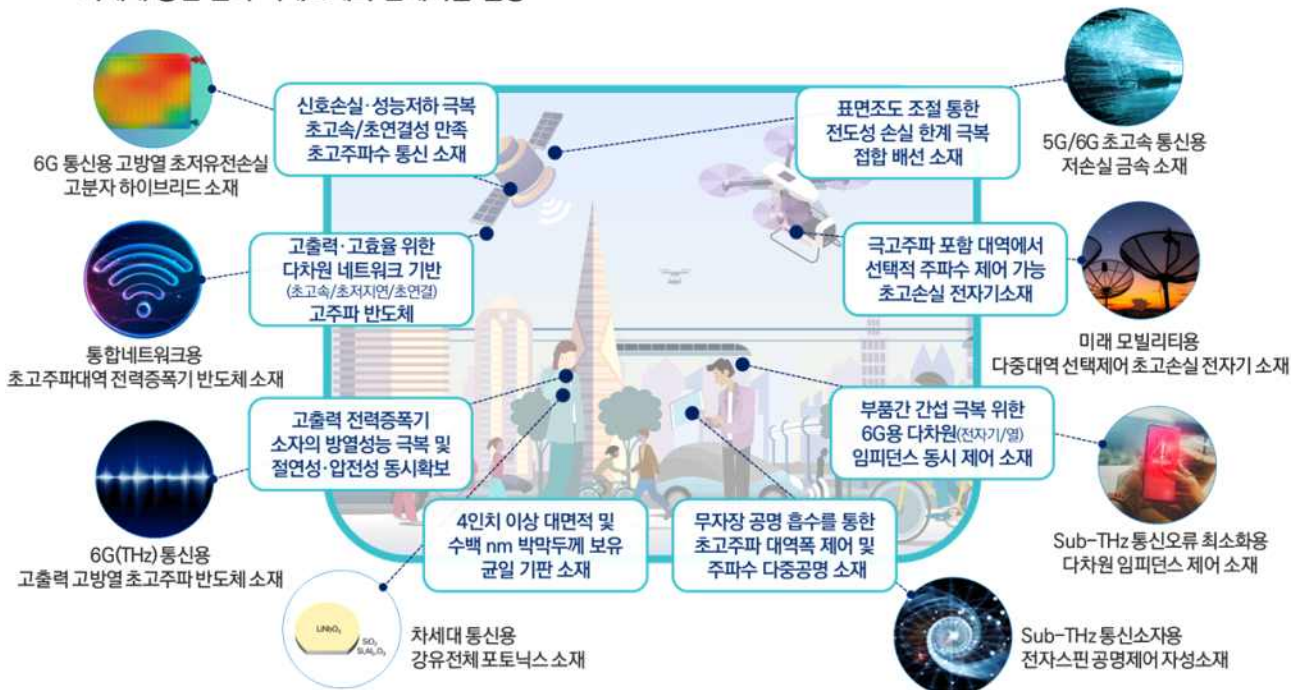 신호손실·성능저하 극복
초고속/초연결성 만족
초고주파수 통신 소재
6G 통신용 고방열 초저유전손실
고분자 하이브리드 소재
표면조도 조절 통한
전도성 손실 한계 극복
접합 배선 소재
5G/6G 초고속 통신용
저손실 금속 소재
고출력·고효율 위한
다차원 네트워크 기반
(초고속/초저지연/초연결)
고주파 반도체
통합네트워크용
초고주파대역 전력증폭기 반도체 소재
극고주파 포함 대역에서
선택적 주파수 제어 가능
초고손실 전자기소재
미래 모빌리티용
다중대역 선택제어 초고손실 전자기 소재
고출력 전력증폭기
소자의 방열성능 극복 및
절연성·압전성 동시확보
6G(THz) 통신용
고출력 고방열 초고주파 반도체 소재
부품간 간섭 극복 위한
6G용 다차원(전자기/열)
임피던스 동시 제어 소재
Sub-THz 통신오류 최소화용
다차원 임피던스 제어 소재
4인치 이상 대면적 및
수백 nm 박막두께 보유
균일 기판 소재
LiNbO₃
SiO₂
차세대 통신용
강유전체 포토닉스 소재
무자장 공명 흡수를 통한
초고주파 대역폭 제어 및
주파수 다중공명 소재
Sub-THz 통신소자용
전자스핀 공명제어 자성소재